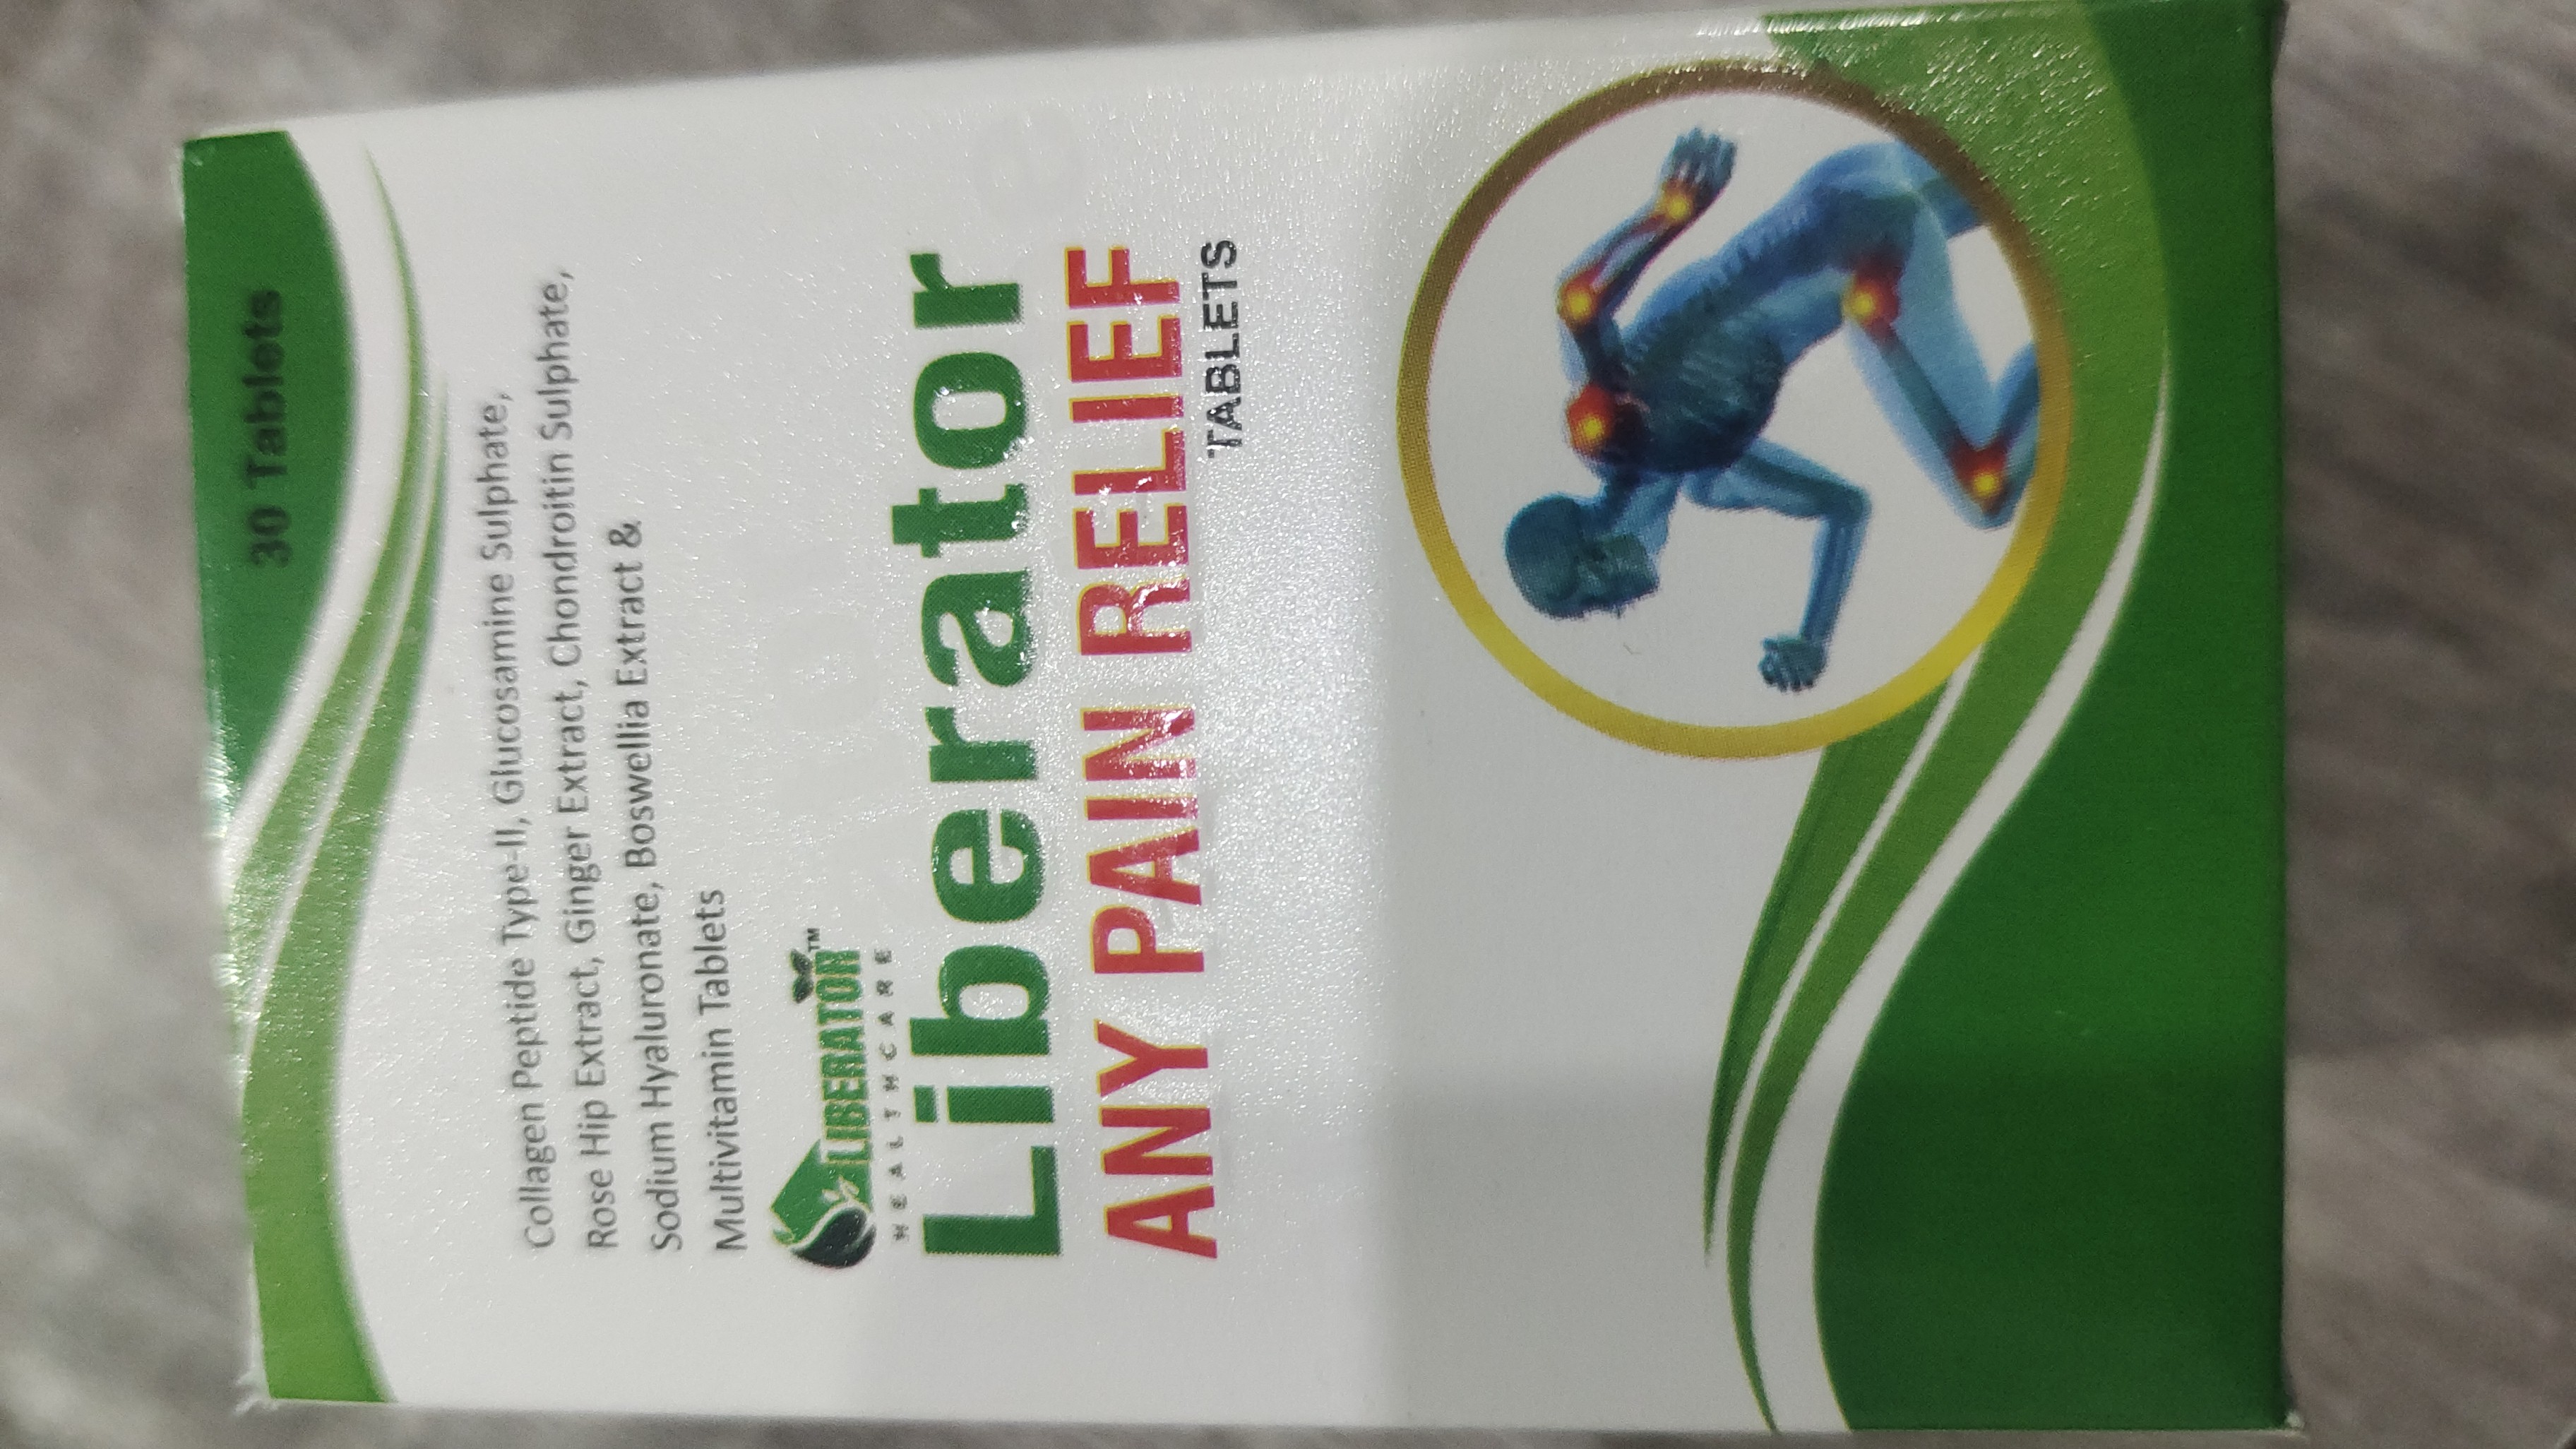 30 Tablets
Collagen Peptide Type-II, Glucosamine Sulphate,
Rose Hip Extract, Ginger Extract, Chondroitin Sulphate,
Sodium Hyaluronate, Boswellia Extract &
Multivitamin Tablets
LIBERATOR™
HEALTHCARE
Liberator
ANY PAIN RELIEF
TABLETS